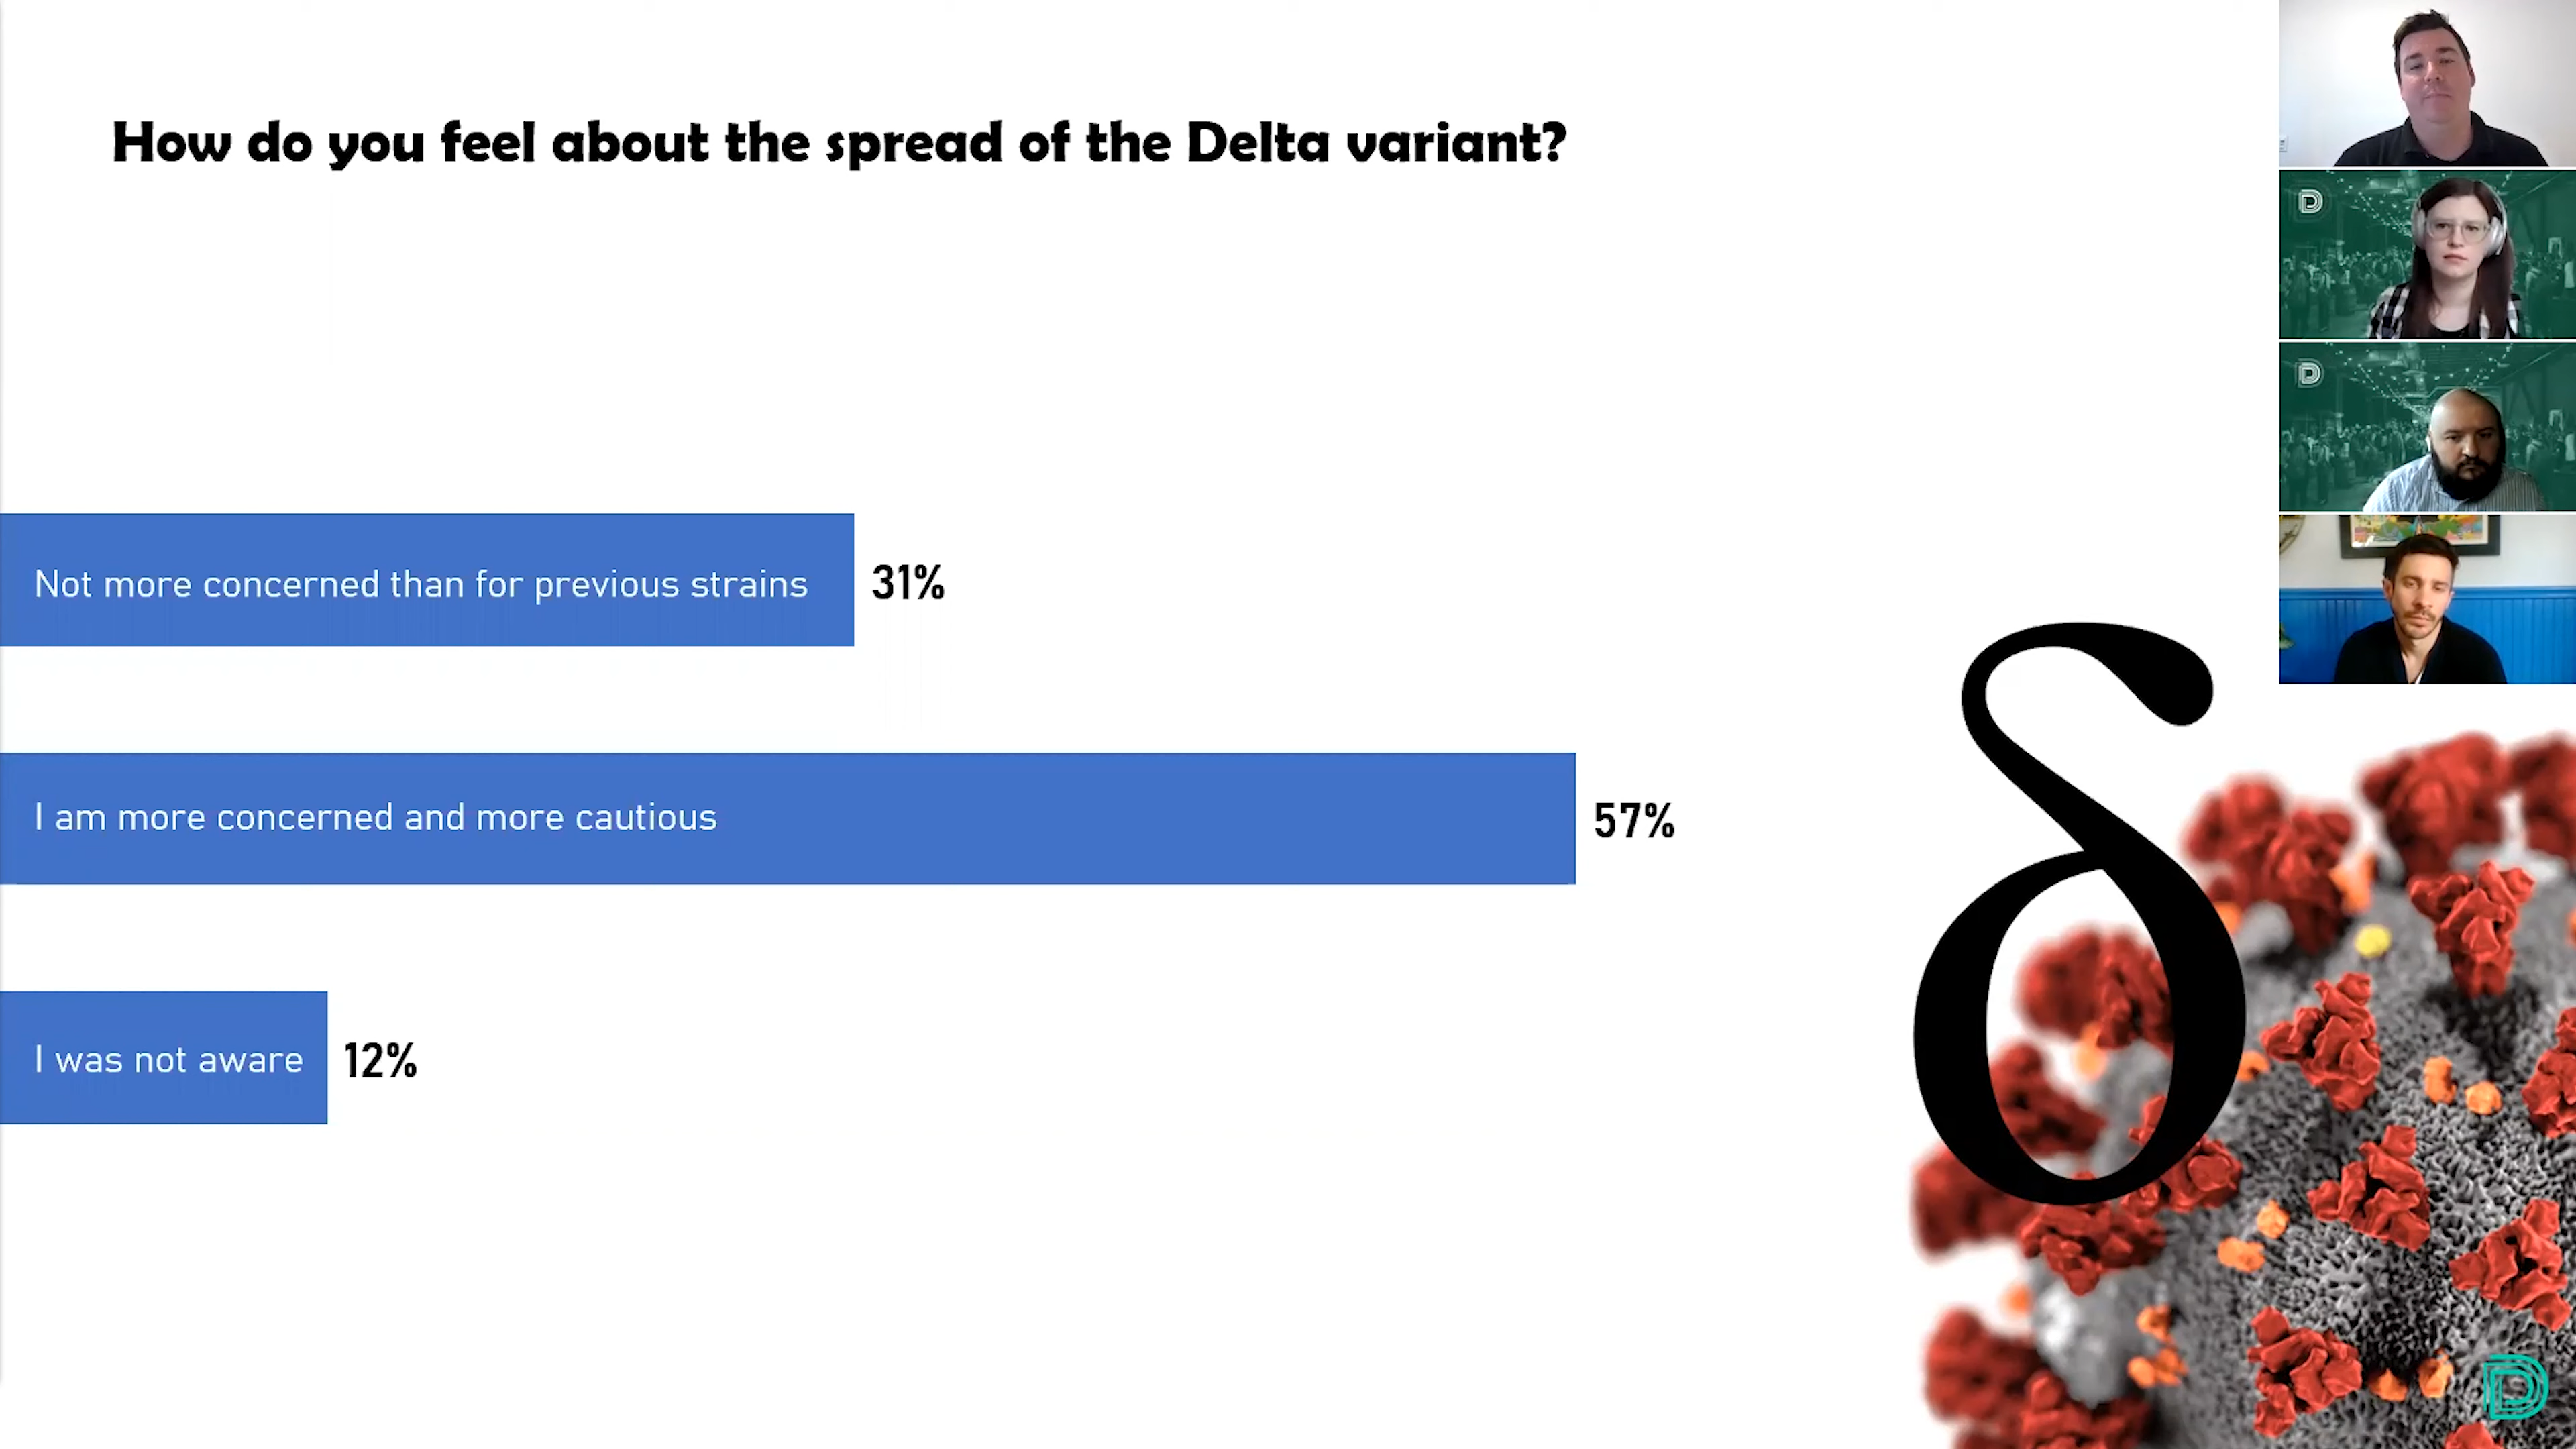 How do you feel about the spread of the Delta variant?
Not more concerned than for previous strains 31%
I am more concerned and more cautious 57%
I was not aware 12%
δ
D
D
D